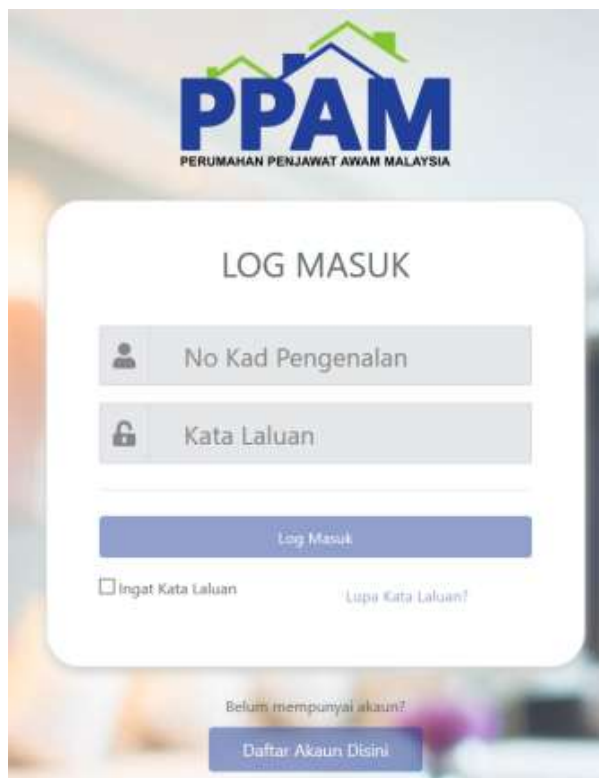 PPAM
PERUMAHAN PENJAWAT AWAM MALAYSIA
LOG MASUK
No Kad Pengenalan
Kata Laluan
Log Masuk
Ingat Kata Laluan
Lupa Kata Laluan?
Belum mempunyai akaun?
Daftar Akaun Disini